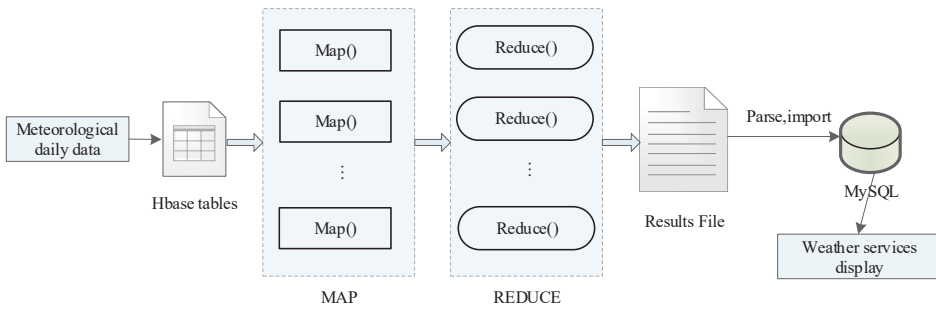 Meteorological
daily data
Hbase tables
Map()
Map()
⋮
Map()
MAP
Reduce()
Reduce()
⋮
Reduce()
REDUCE
Results File
Parse,import
MySQL
Weather services
display